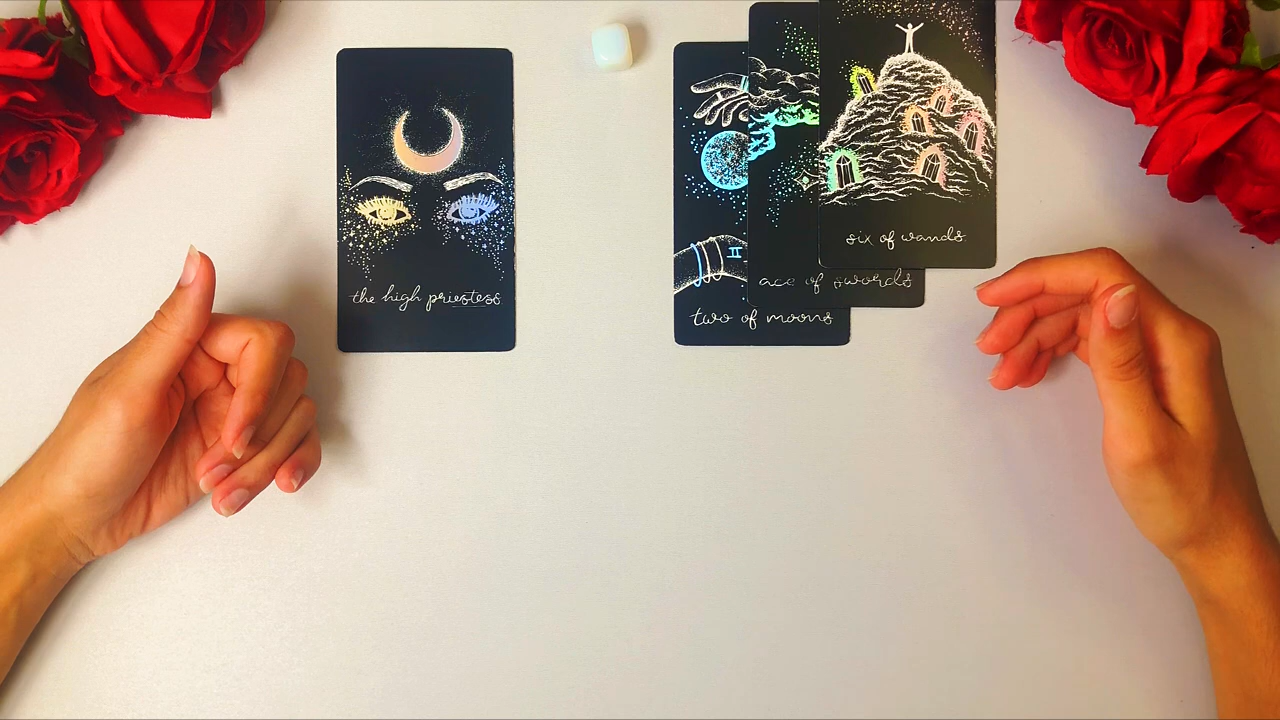 the high priestess
six of wands
ace of swords
two of moons